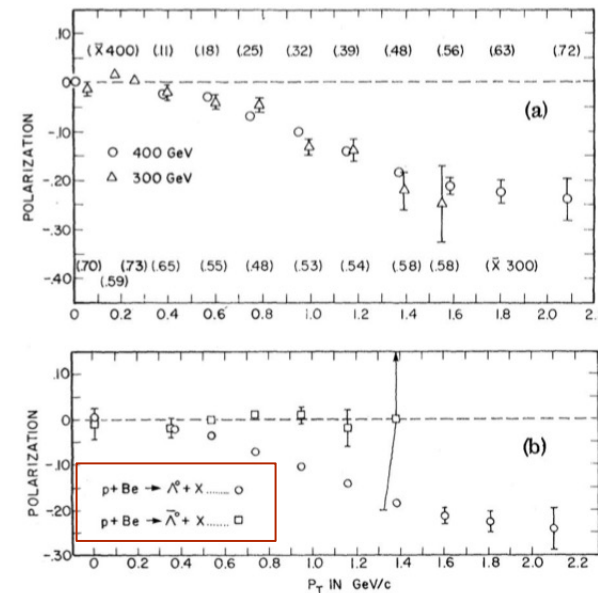 .10
(X̄ 400) (.11) (.18) (.25) (.32) (.39) (.48) (.56) (.63) (.72)
0
(a)
-.10
○ 400 GeV
-.20
△ 300 GeV
POLARIZATION
-.30
(.70) (.73) (.65) (.55) (.48) (.53) (.54) (.58) (.58) (X̄ 300)
-.40
(.59)
0 0.2 0.4 0.6 0.8 1.0 1.2 1.4 1.6 1.8 2.0 2.2
.10
0
(b)
-.10
p + Be → Λ° + X ....... ○
-.20
p + Be → Λ̄° + X ....... □
POLARIZATION
-.30
0 0.2 0.4 0.6 0.8 1.0 1.2 1.4 1.6 1.8 2.0 2.2
P_T IN GeV/c